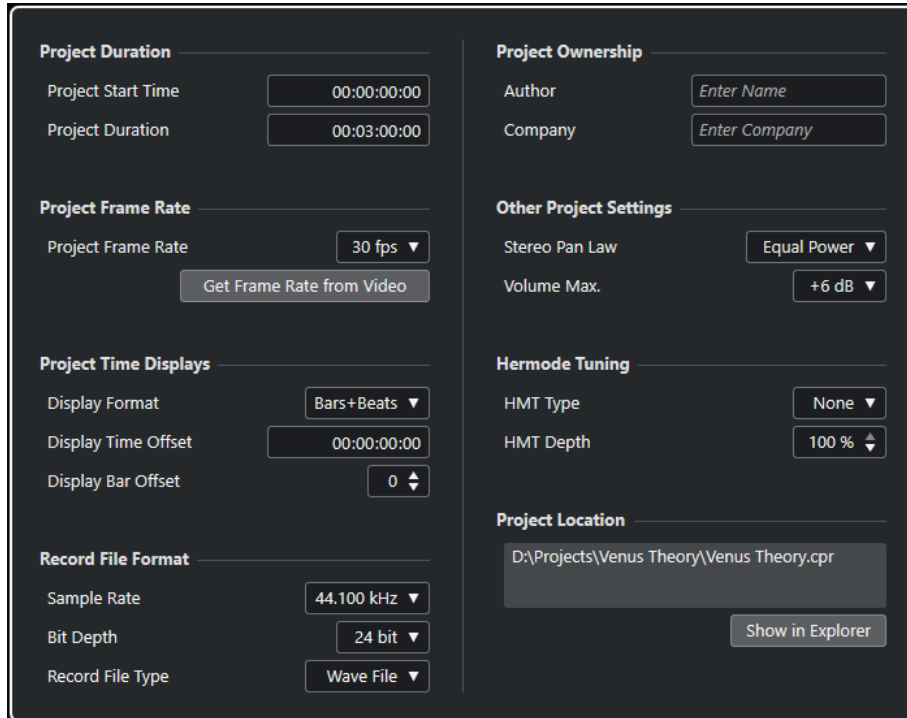 Project Duration
Project Start Time 00:00:00:00
Project Duration 00:03:00:00
Project Frame Rate
Project Frame Rate 30 fps
Get Frame Rate from Video
Project Time Displays
Display Format Bars+Beats
Display Time Offset 00:00:00:00
Display Bar Offset 0
Record File Format
Sample Rate 44.100 kHz
Bit Depth 24 bit
Record File Type Wave File
Project Ownership
Author Enter Name
Company Enter Company
Other Project Settings
Stereo Pan Law Equal Power
Volume Max. +6 dB
Hermode Tuning
HMT Type None
HMT Depth 100 %
Project Location
D:\Projects\Venus Theory\Venus Theory.cpr
Show in Explorer